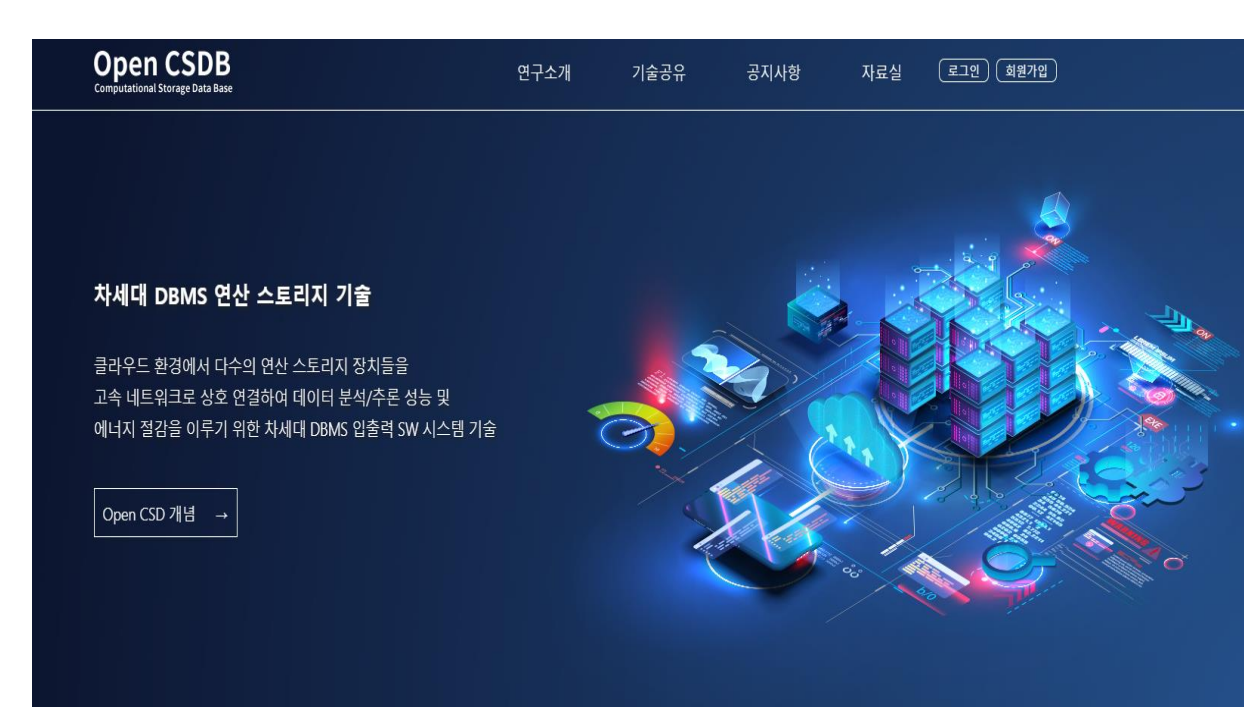 Open CSDB
Computational Storage Data Base
연구소개 기술공유 공지사항 자료실 로그인 회원가입
차세대 DBMS 연산 스토리지 기술
클라우드 환경에서 다수의 연산 스토리지 장치들을
고속 네트워크로 상호 연결하여 데이터 분석/추론 성능 및
에너지 절감을 이루기 위한 차세대 DBMS 입출력 SW 시스템 기술
Open CSD 개념 →
ON
ON
LOREM IPSUM
EXE
WARNING
b/0